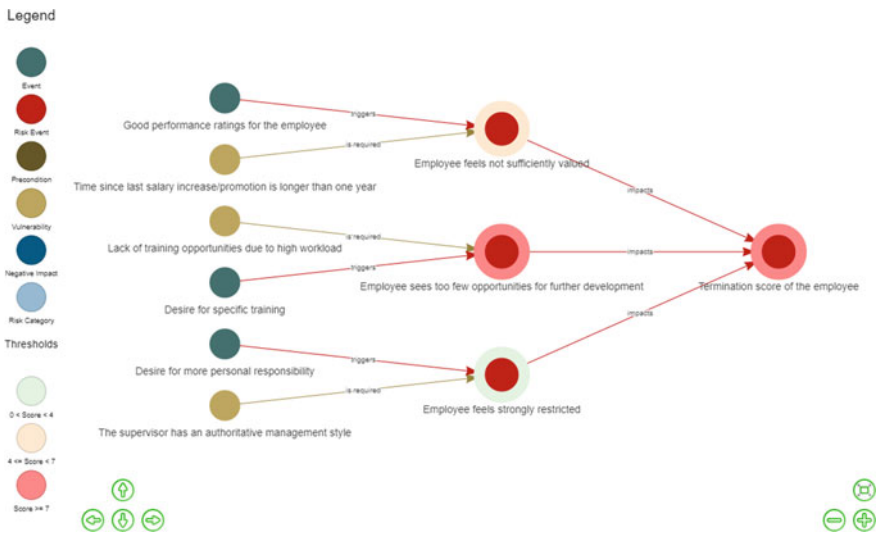 Legend
Event
Risk Event
Precondition
Vulnerability
Negative Impact
Risk Category
Thresholds
0 < Score < 4
4 <= Score < 7
Score >= 7
Good performance ratings for the employee
Time since last salary increase/promotion is longer than one year
Lack of training opportunities due to high workload
Desire for specific training
Desire for more personal responsibility
The supervisor has an authoritative management style
triggers
is required
is required
triggers
triggers
is required
Employee feels not sufficiently valued
Employee sees too few opportunities for further development
Employee feels strongly restricted
impacts
impacts
impacts
Termination score of the employee